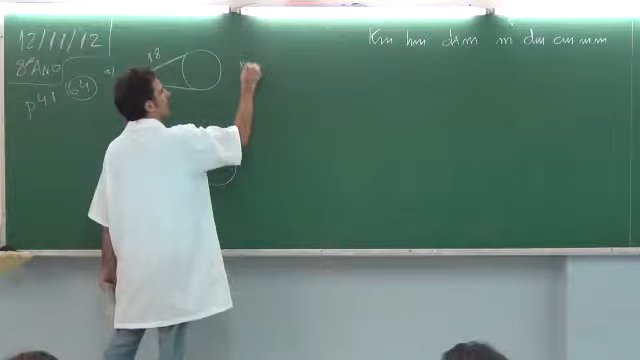 12/11/12
8º ANO
p41 64
a)
x8
Km hm dam m dm cm mm